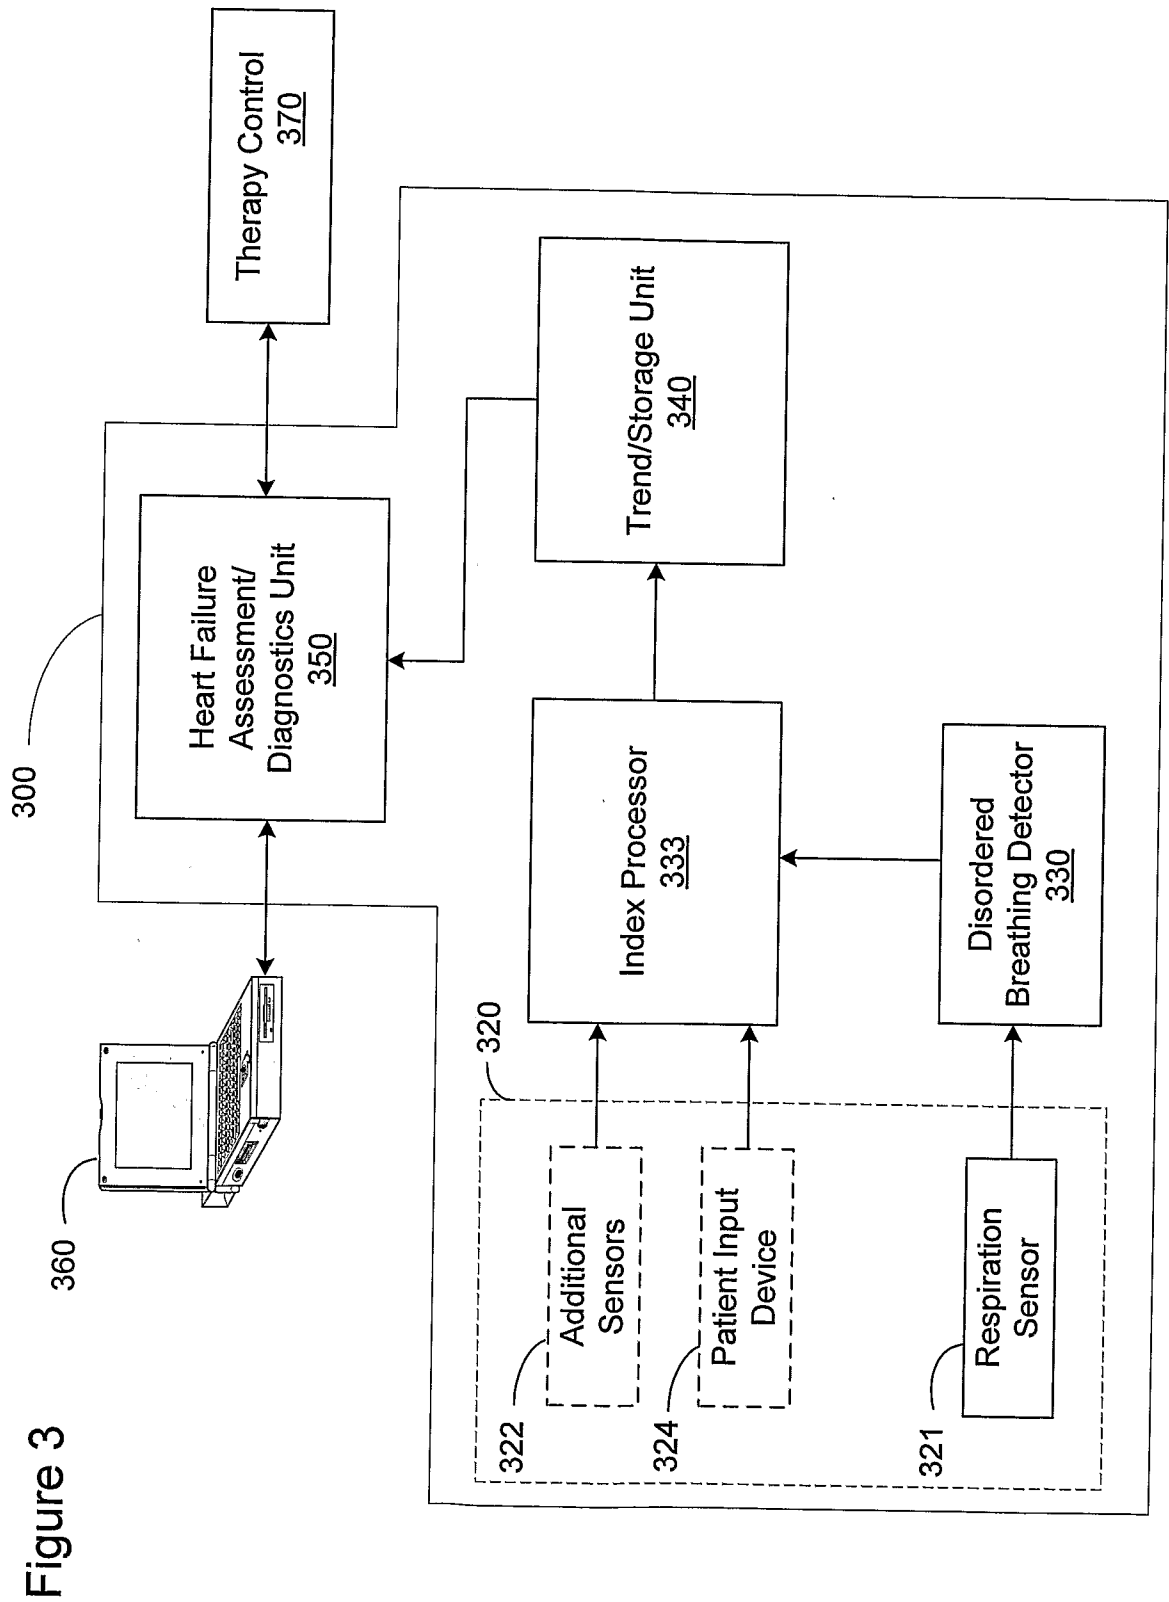 Figure 3
360
300
Heart Failure
Assessment/
Diagnostics Unit
350
Therapy Control
370
320
322
Additional
Sensors
324
Patient Input
Device
321
Respiration
Sensor
Index Processor
333
Disordered
Breathing Detector
330
Trend/Storage Unit
340